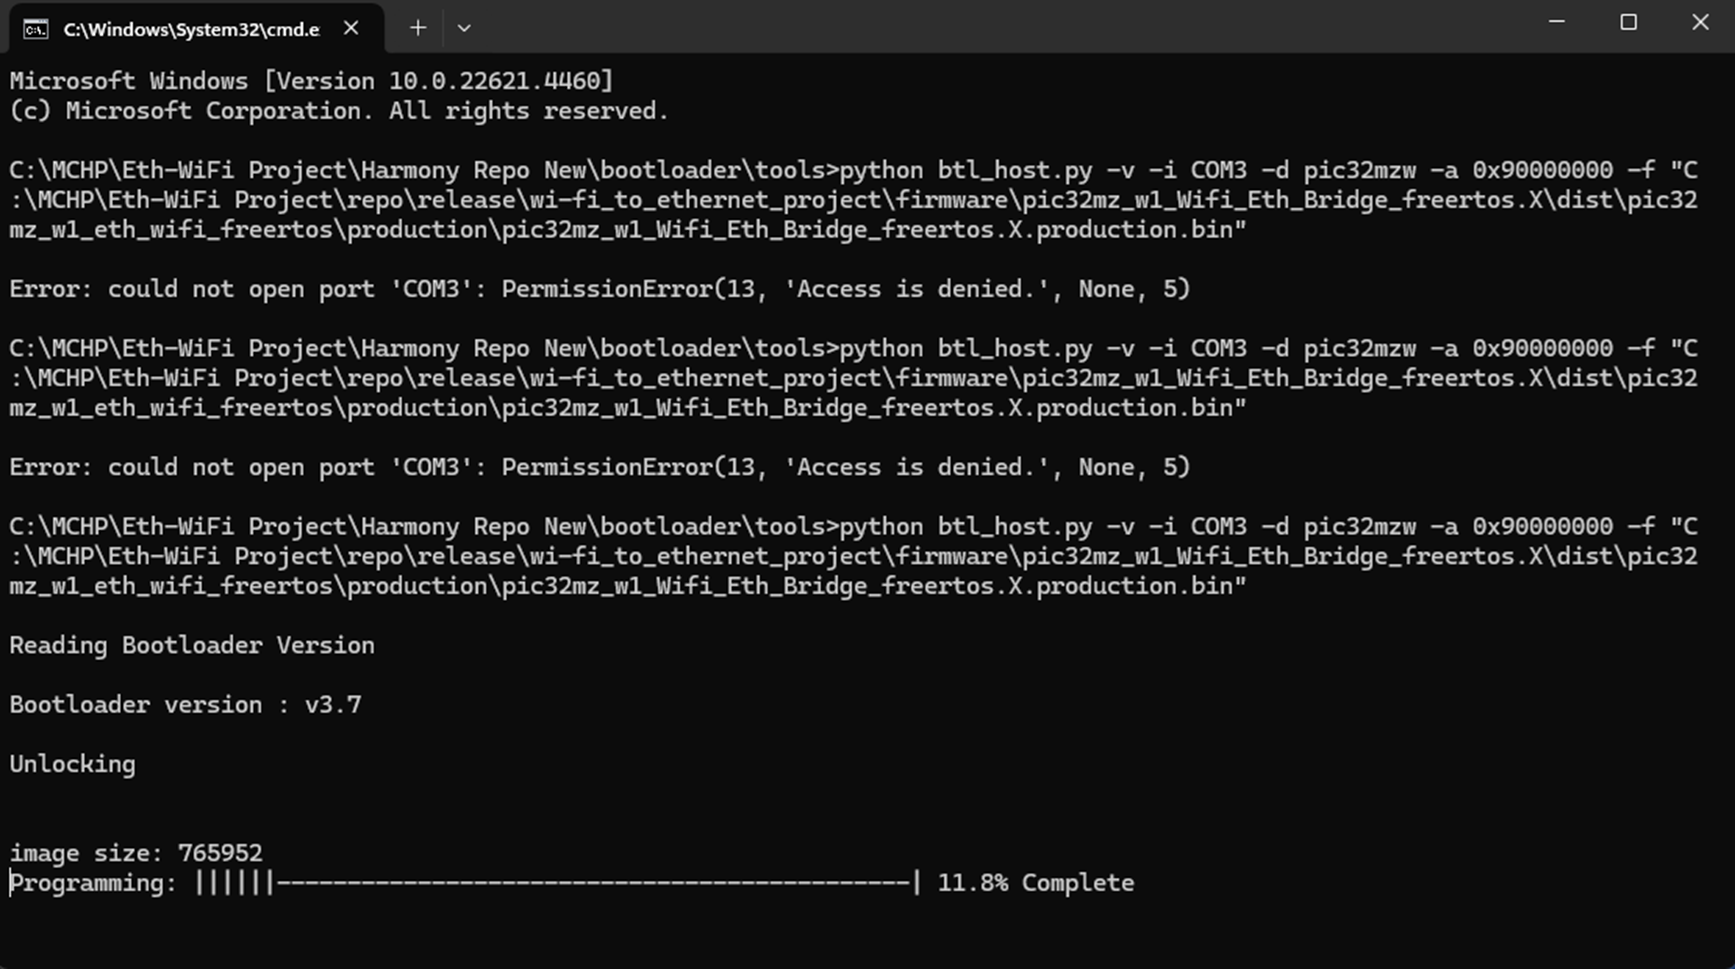 C:\Windows\System32\cmd.e
Microsoft Windows [Version 10.0.22621.4460]
(c) Microsoft Corporation. All rights reserved.
C:\MCHP\Eth-WiFi Project\Harmony Repo New\bootloader\tools>python btl_host.py -v -i COM3 -d pic32mzw -a 0x90000000 -f "C
:\MCHP\Eth-WiFi Project\repo\release\wi-fi_to_ethernet_project\firmware\pic32mz_w1_Wifi_Eth_Bridge_freertos.X\dist\pic32
mz_w1_eth_wifi_freertos\production\pic32mz_w1_Wifi_Eth_Bridge_freertos.X.production.bin"
Error: could not open port 'COM3': PermissionError(13, 'Access is denied.', None, 5)
C:\MCHP\Eth-WiFi Project\Harmony Repo New\bootloader\tools>python btl_host.py -v -i COM3 -d pic32mzw -a 0x90000000 -f "C
:\MCHP\Eth-WiFi Project\repo\release\wi-fi_to_ethernet_project\firmware\pic32mz_w1_Wifi_Eth_Bridge_freertos.X\dist\pic32
mz_w1_eth_wifi_freertos\production\pic32mz_w1_Wifi_Eth_Bridge_freertos.X.production.bin"
Error: could not open port 'COM3': PermissionError(13, 'Access is denied.', None, 5)
C:\MCHP\Eth-WiFi Project\Harmony Repo New\bootloader\tools>python btl_host.py -v -i COM3 -d pic32mzw -a 0x90000000 -f "C
:\MCHP\Eth-WiFi Project\repo\release\wi-fi_to_ethernet_project\firmware\pic32mz_w1_Wifi_Eth_Bridge_freertos.X\dist\pic32
mz_w1_eth_wifi_freertos\production\pic32mz_w1_Wifi_Eth_Bridge_freertos.X.production.bin"
Reading Bootloader Version
Bootloader version : v3.7
Unlocking
image size: 765952
Programming: ||||||---------------------------------------------| 11.8% Complete